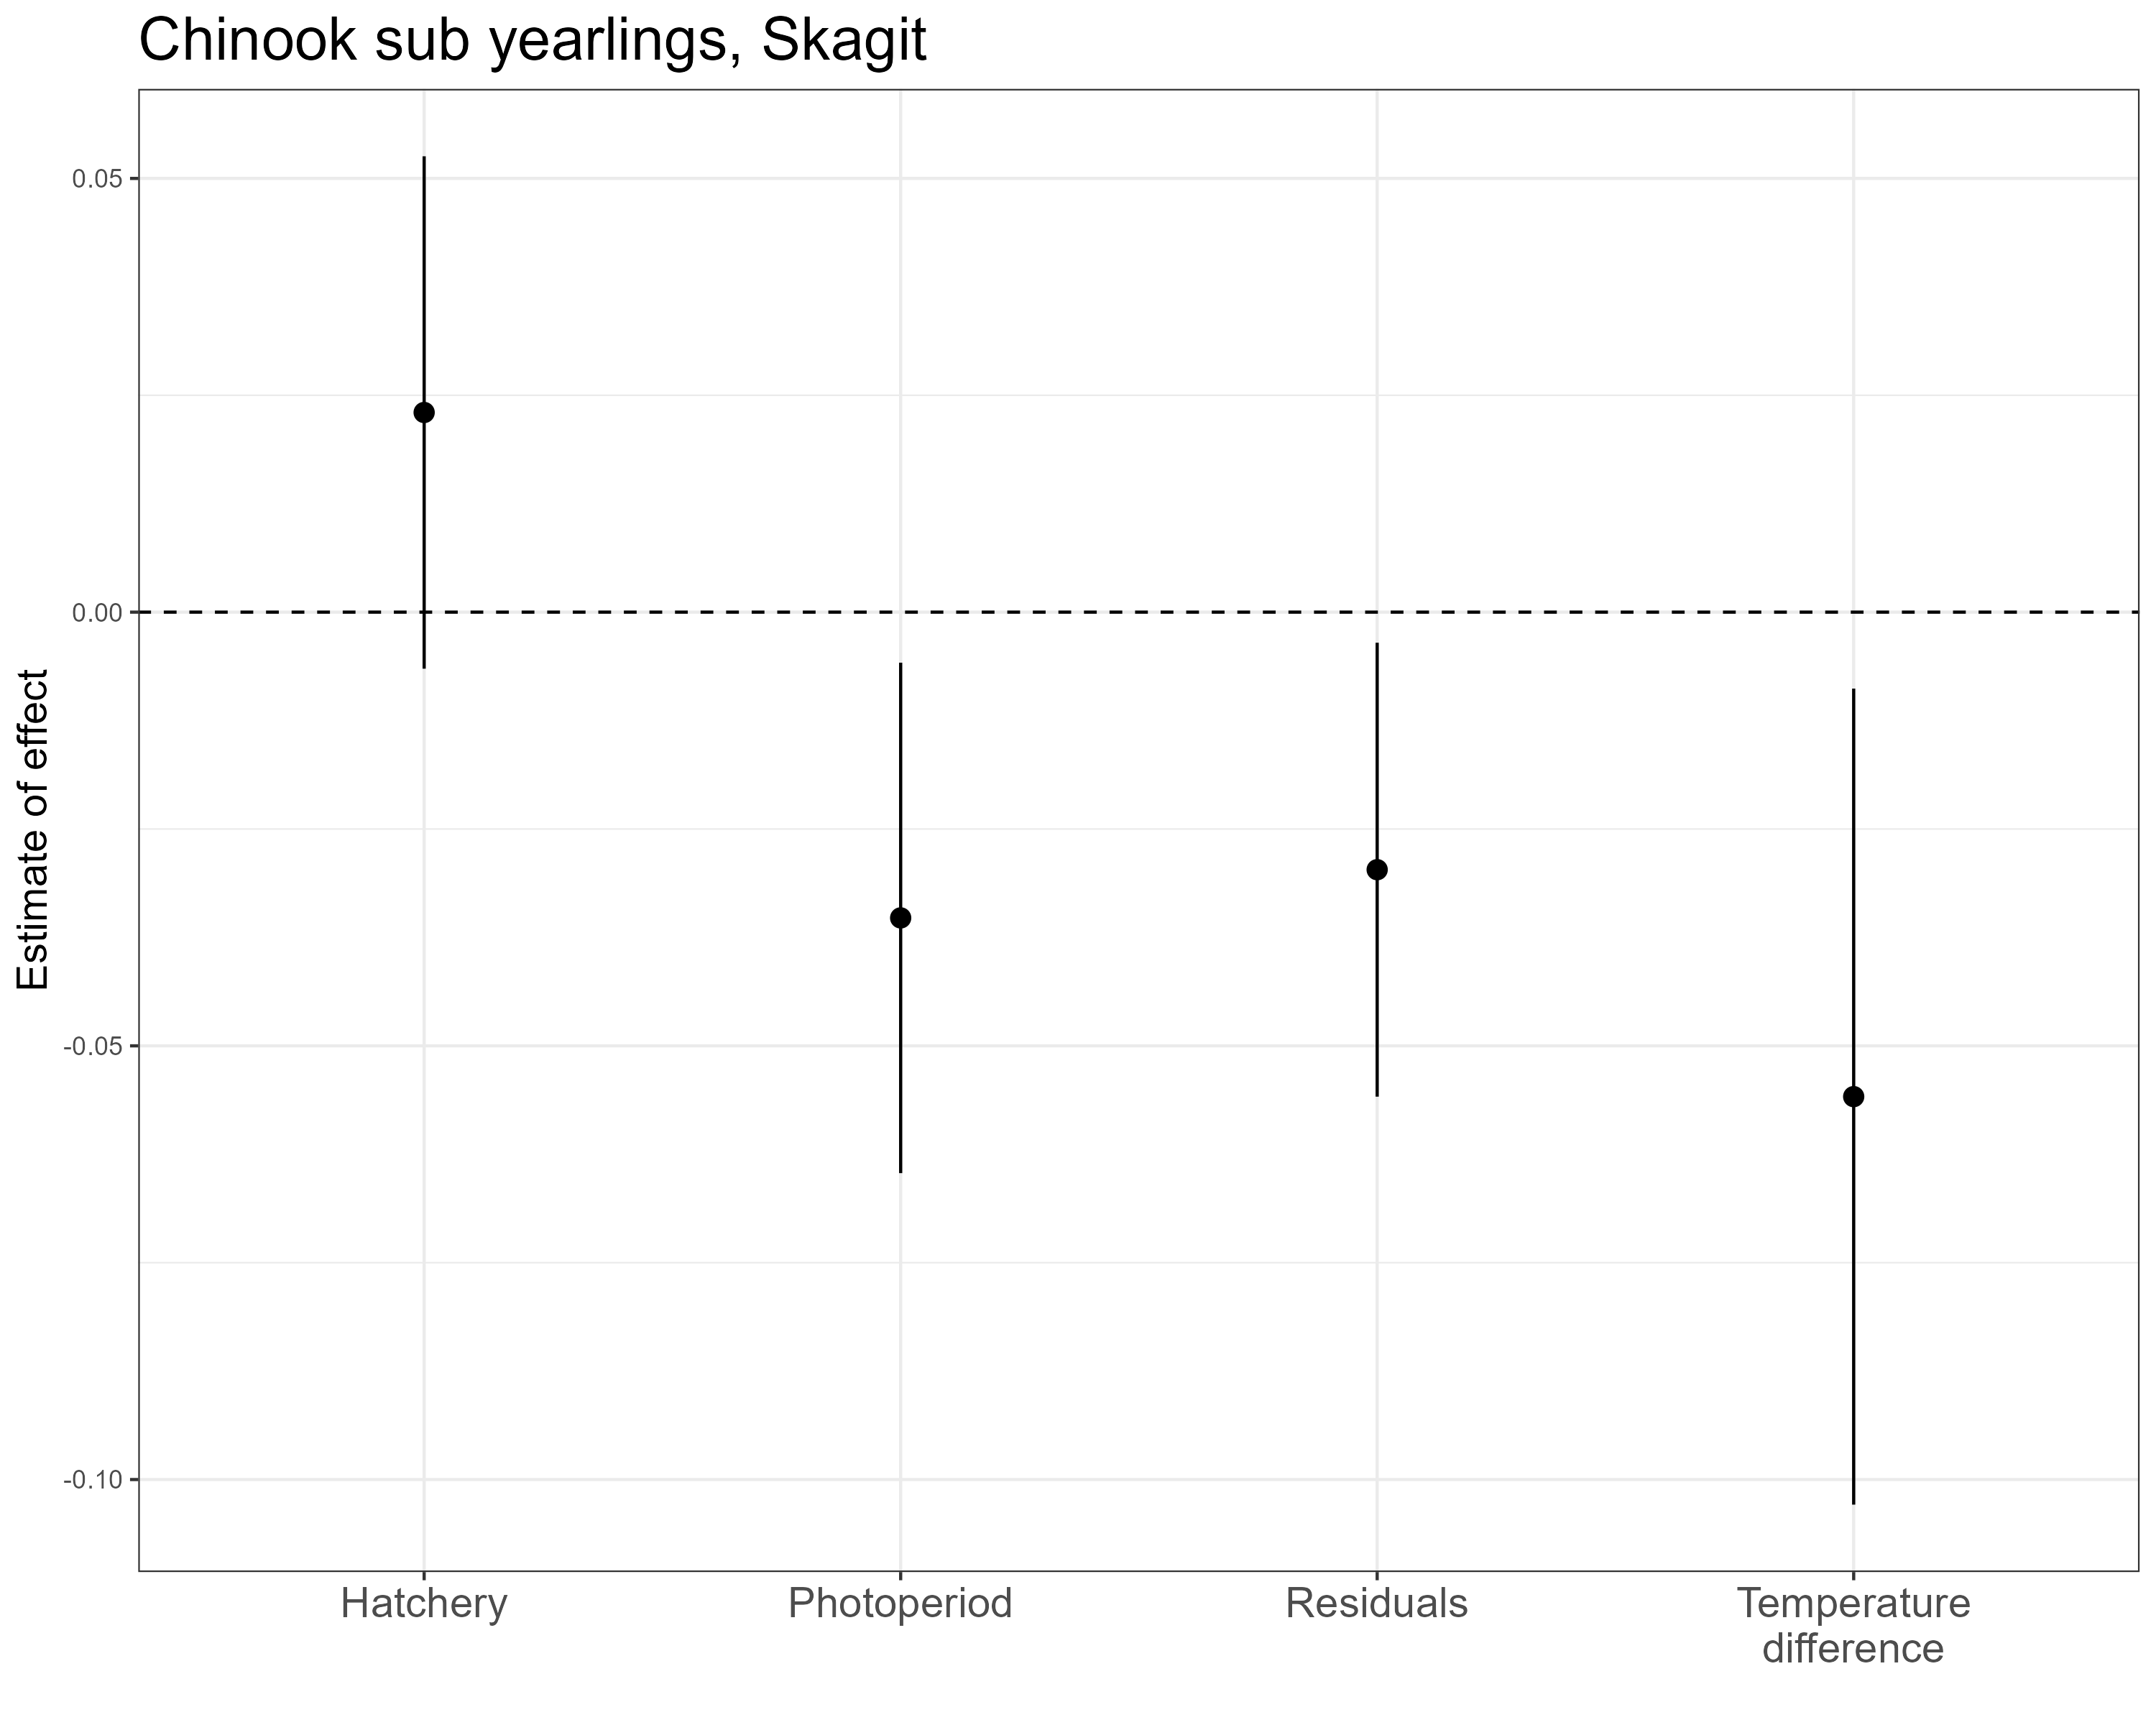 Chinook sub yearlings, Skagit
0.05
0.00
-0.05
-0.10
Estimate of effect
Hatchery
Photoperiod
Residuals
Temperature
difference